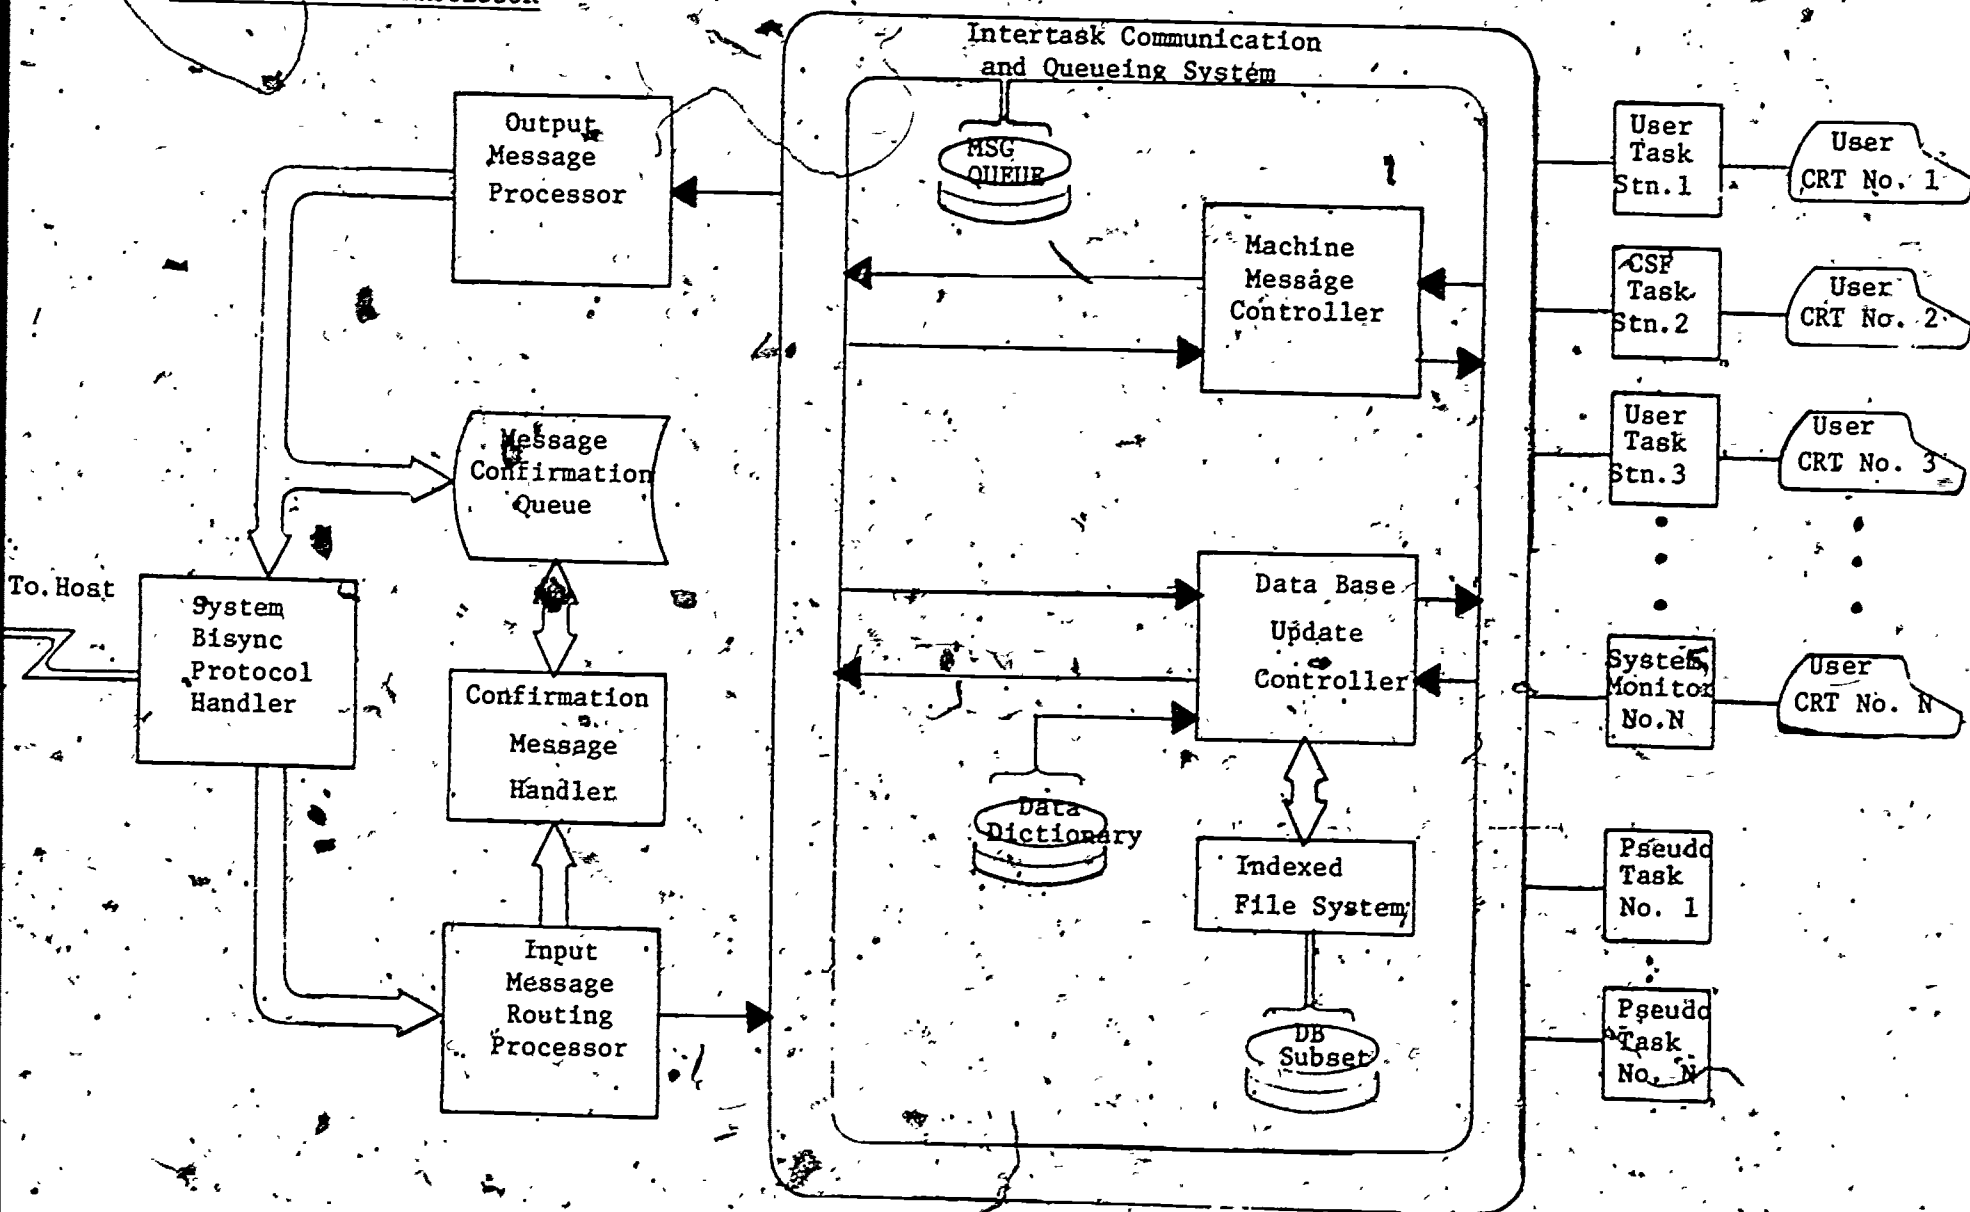 Intertask Communication
and Queueing System
Output
Message
Processor
MSG
QUEUE
Machine
Message
Controller
User
Task
Stn.1
User
CRT No. 1
CSF
Task
Stn.2
User
CRT No. 2
User
Task
Stn.3
User
CRT No. 3
Message
Confirmation
Queue
To Host
System
Bisync
Protocol
Handler
Confirmation
Message
Handler
Data Base
Update
Controller
System
Monitor
No.N
User
CRT No. N
Data
Dictionary
Indexed
File System
Pseudo
Task
No. 1
Input
Message
Routing
Processor
DB
Subset
Pseudo
Task
No. N